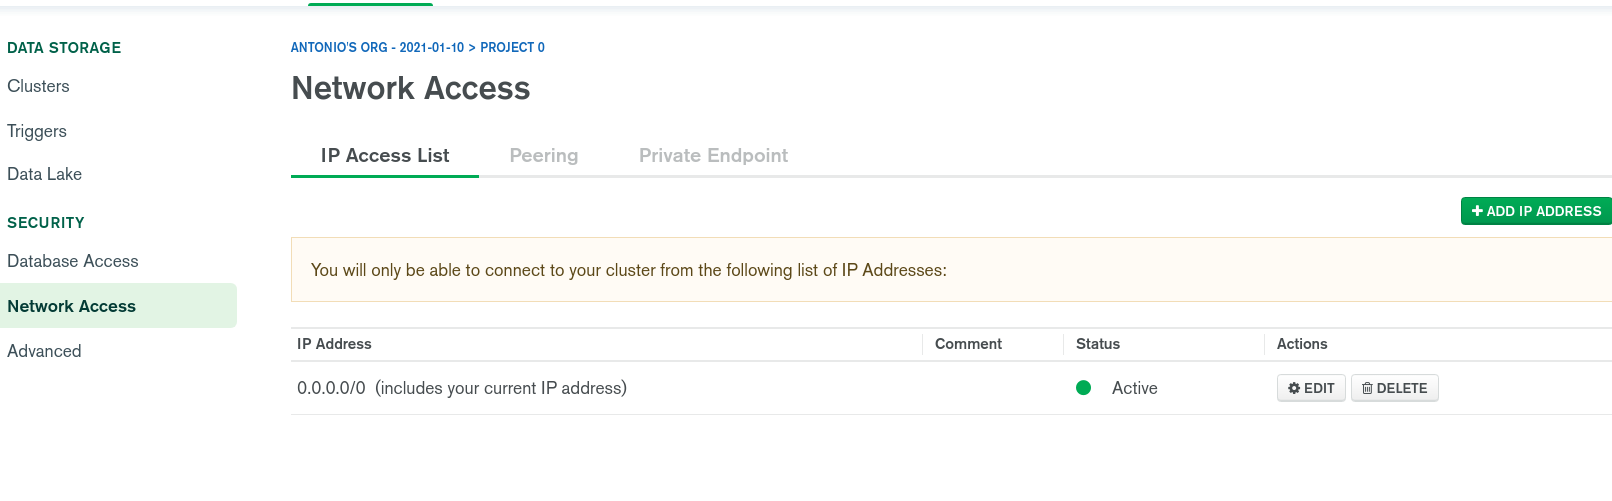 DATA STORAGE
Clusters
Triggers
Data Lake
SECURITY
Database Access
Network Access
Advanced
ANTONIO'S ORG - 2021-01-10 > PROJECT 0
Network Access
IP Access List Peering Private Endpoint
ADD IP ADDRESS
You will only be able to connect to your cluster from the following list of IP Addresses:
IP Address Comment Status Actions
0.0.0.0/0 (includes your current IP address) Active EDIT DELETE